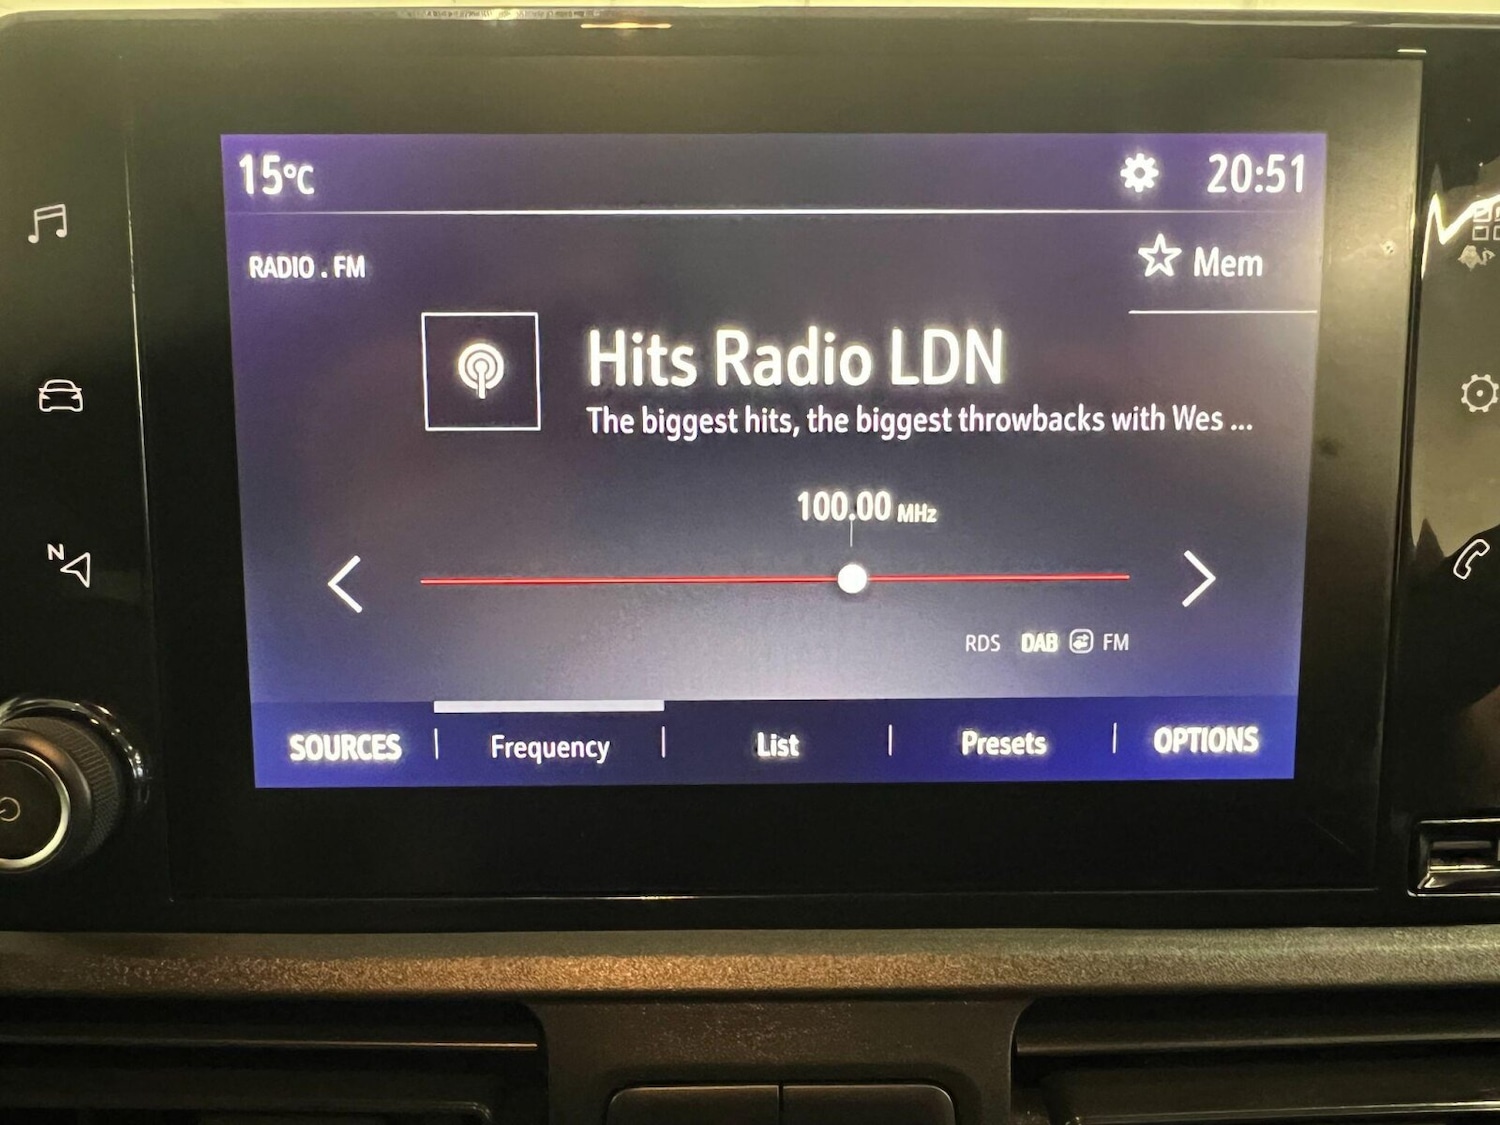 15°C
20:51
RADIO . FM
Mem
Hits Radio LDN
The biggest hits, the biggest throwbacks with Wes ...
100.00 MHz
N
RDS DAB FM
SOURCES | Frequency | List | Presets | OPTIONS